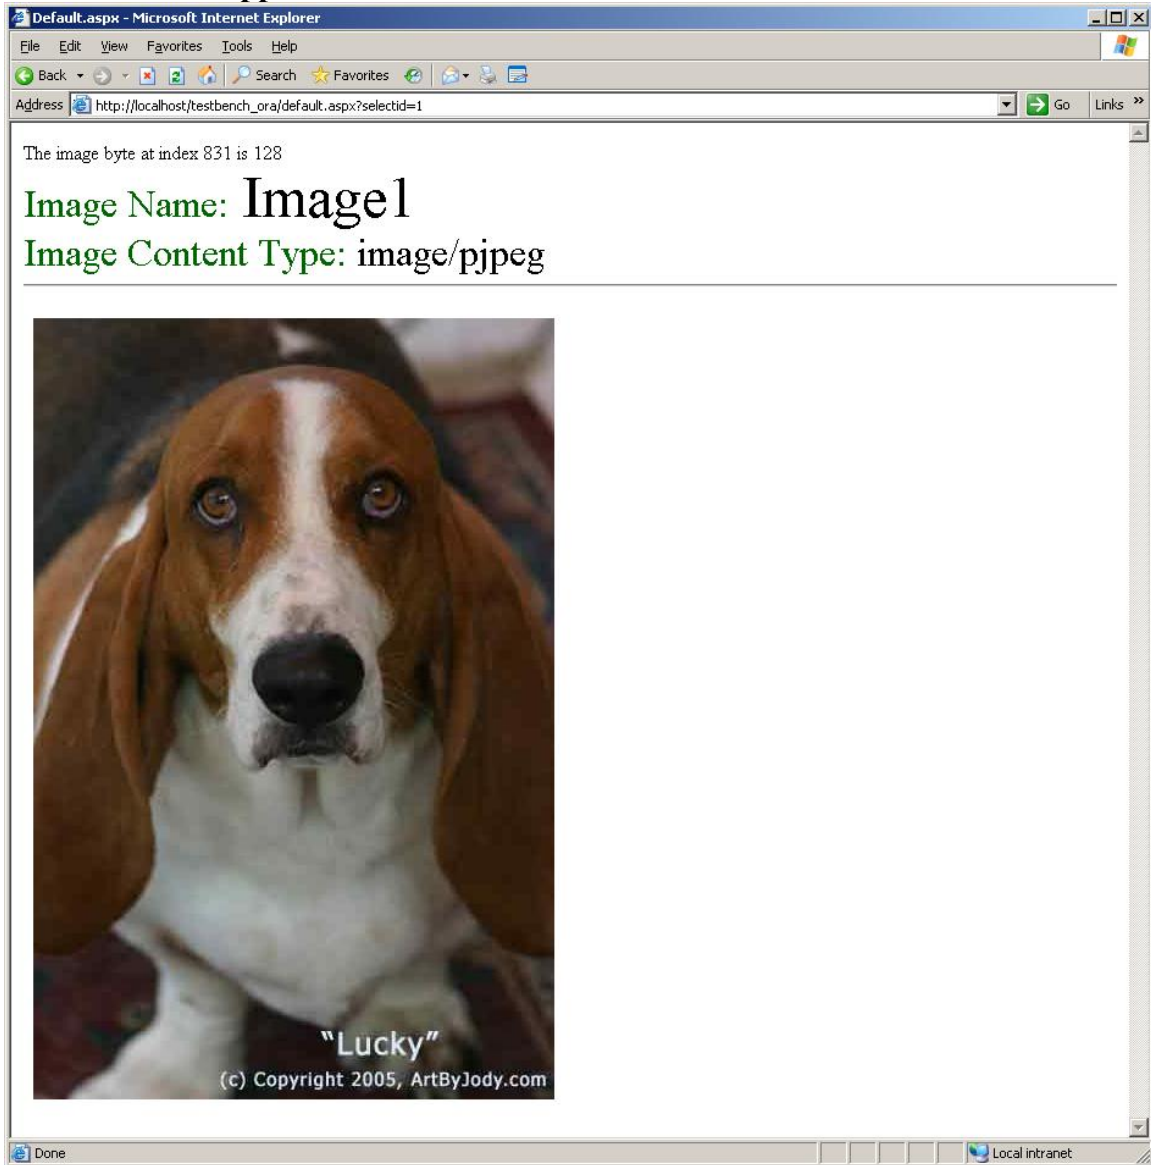 Default.aspx - Microsoft Internet Explorer
File Edit View Favorites Tools Help
Back Search Favorites
Address http://localhost/testbench_ora/default.aspx?selectid=1 Go Links »
The image byte at index 831 is 128
Image Name: Image1
Image Content Type: image/pjpeg
“Lucky”
(c) Copyright 2005, ArtByJody.com
Done Local intranet